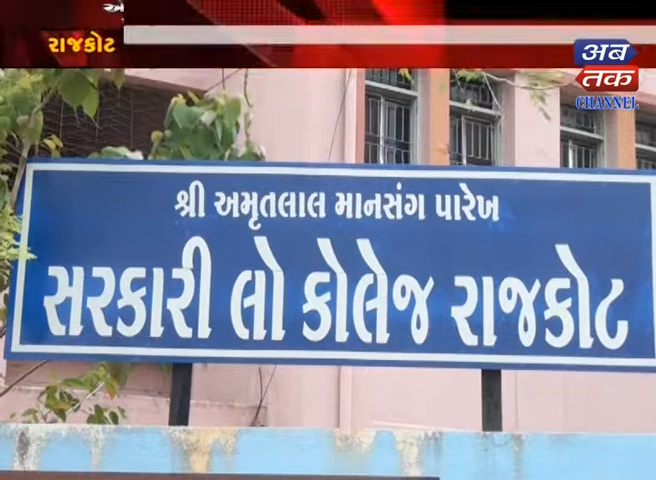 રાજકોટ
અબ
તક
CHANNEL
શ્રી અમૃતલાલ માનસંગ પારેખ
સરકારી લો કોલેજ રાજકોટ